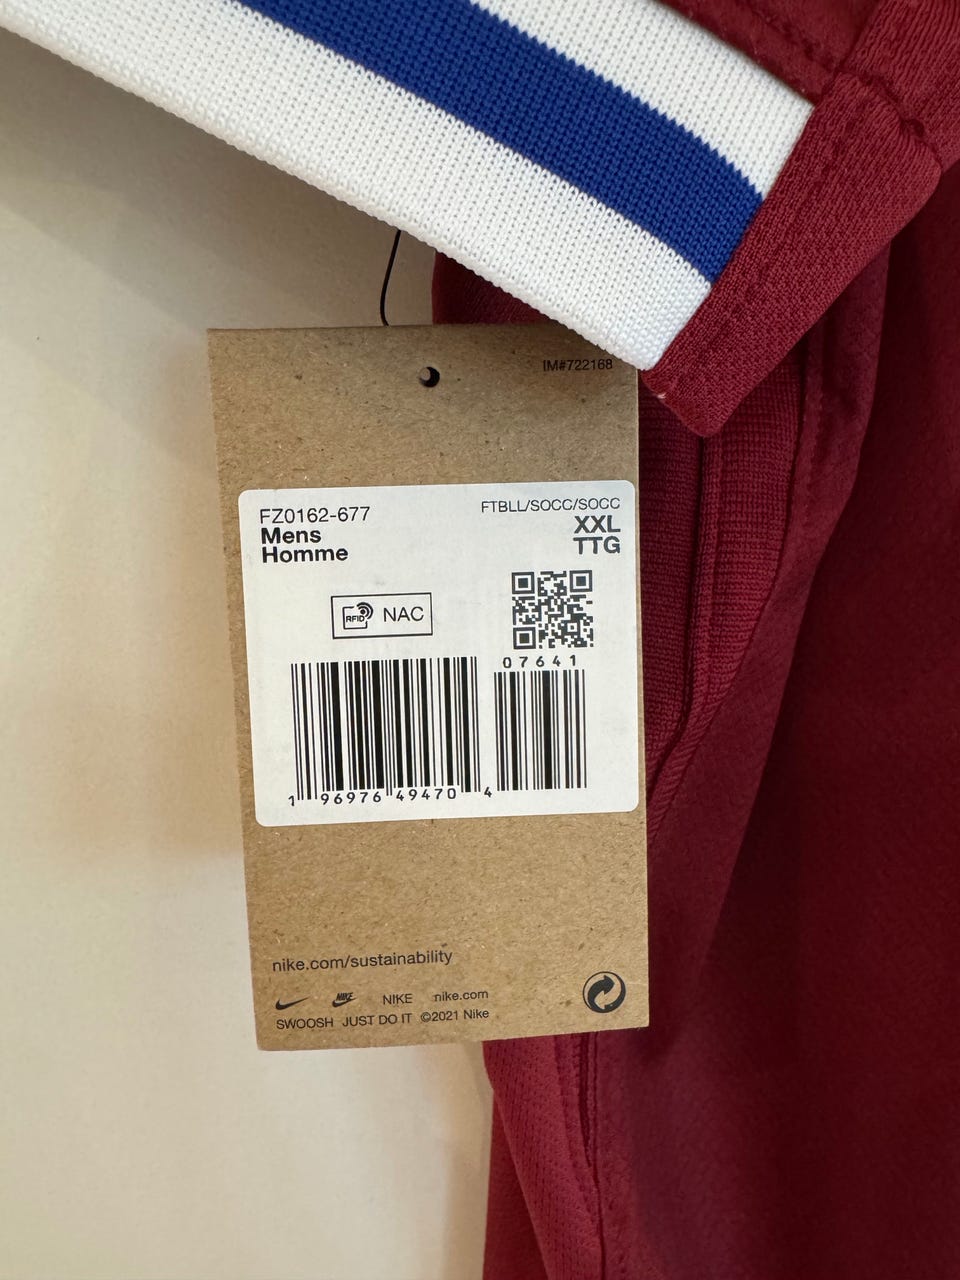 IM#722168
FZ0162-677
FTBLL/SOCC/SOCC
Mens
XXL
Homme
TTG
RFID NAC
07641
1 96976 49470 4
nike.com/sustainability
NIKE NIKE nike.com
SWOOSH JUST DO IT ©2021 Nike